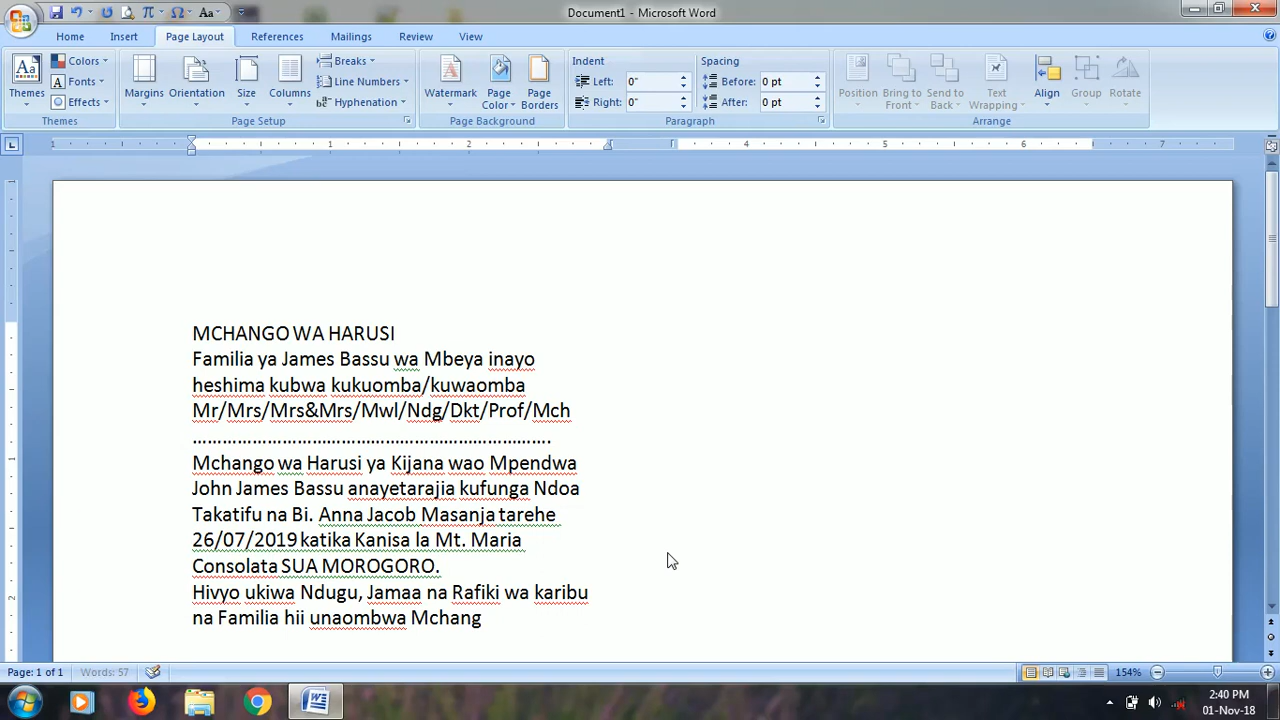 Document1 - Microsoft Word
Home Insert Page Layout References Mailings Review View
Themes
Colors
Fonts
Effects
Themes
Margins
Orientation
Size
Columns
Breaks
Line Numbers
Hyphenation
Page Setup
Watermark
Page Color
Page Borders
Page Background
Indent
Left: 0"
Right: 0"
Spacing
Before: 0 pt
After: 0 pt
Paragraph
Position
Bring to Front
Send to Back
Text Wrapping
Align
Group
Rotate
Arrange
1 1 2 4 5 6 7
MCHANGO WA HARUSI
Familia ya James Bassu wa Mbeya inayo
heshima kubwa kukuomba/kuwaomba
Mr/Mrs/Mrs&Mrs/Mwl/Ndg/Dkt/Prof/Mch
…………………………………………………………….
Mchango wa Harusi ya Kijana wao Mpendwa
John James Bassu anayetarajia kufunga Ndoa
Takatifu na Bi. Anna Jacob Masanja tarehe
26/07/2019 katika Kanisa la Mt. Maria
Consolata SUA MOROGORO.
Hivyo ukiwa Ndugu, Jamaa na Rafiki wa karibu
na Familia hii unaombwa Mchang
Page: 1 of 1 Words: 57 154%
2:40 PM
01-Nov-18